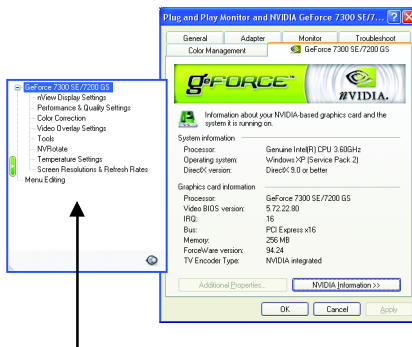 Plug and Play Monitor and NVIDIA GeForce 7300 SE/7...
General Adapter Monitor Troubleshoot
Color Management GeForce 7300 SE/7200 GS
GeFORCE™ NVIDIA.
Information about your NVIDIA-based graphics card and the
system it is running on.
System information
Processor: Genuine Intel(R) CPU 3.60GHz
Operating system: Windows XP (Service Pack 2)
DirectX version: DirectX 9.0 or better
Graphics card information
Processor: GeForce 7300 SE/7200 GS
Video BIOS version: 5.72.22.80
IRQ: 16
Bus: PCI Express x16
Memory: 256 MB
ForceWare version: 94.24
TV Encoder Type: NVIDIA integrated
Additional Properties... NVIDIA Information >>
OK Cancel Apply
GeForce 7300 SE/7200 GS
nView Display Settings
Performance & Quality Settings
Color Correction
Video Overlay Settings
Tools
NVRotate
Temperature Settings
Screen Resolutions & Refresh Rates
Menu Editing